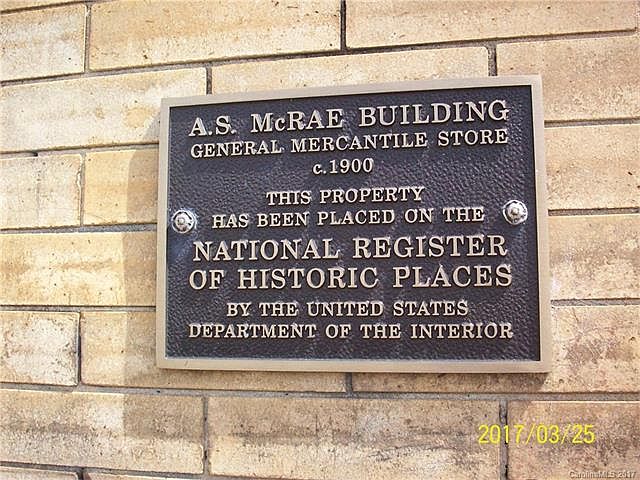 A.S. McRAE BUILDING
GENERAL MERCANTILE STORE
c.1900
THIS PROPERTY
HAS BEEN PLACED ON THE
NATIONAL REGISTER
OF HISTORIC PLACES
BY THE UNITED STATES
DEPARTMENT OF THE INTERIOR
2017/03/25
CarolinaMLS 2017